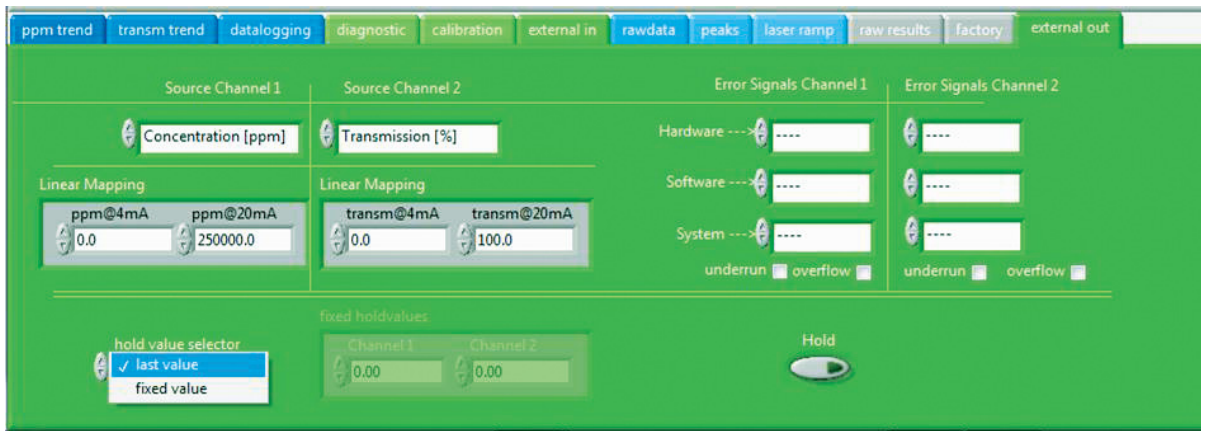 ppm trend transm trend datalogging diagnostic calibration external in rawdata peaks laser ramp raw results factory external out
Source Channel 1 Source Channel 2 Error Signals Channel 1 Error Signals Channel 2
Concentration [ppm] Transmission [%] Hardware ---> ---- ----
Linear Mapping Linear Mapping Software ---> ---- ----
ppm@4mA ppm@20mA transm@4mA transm@20mA
0.0 250000.0 0.0 100.0 System ---> ---- ----
underrun overflow underrun overflow
fixed holdvalues
hold value selector Channel 1 Channel 2 Hold
✓ last value 0.00 0.00
fixed value